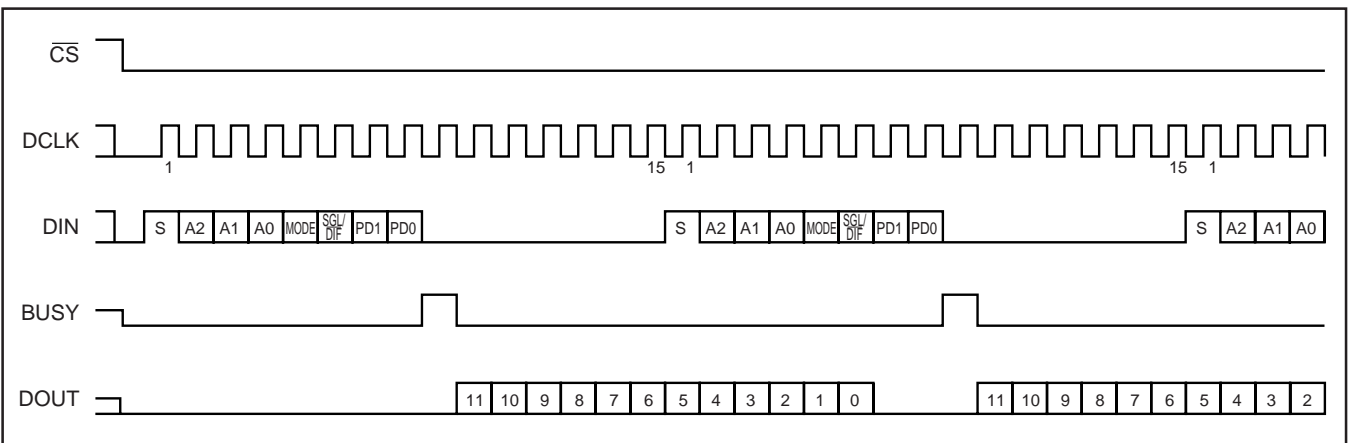 CS
DCLK
1 15 1 15 1
DIN S A2 A1 A0 MODE SGL/DIF PD1 PD0 S A2 A1 A0 MODE SGL/DIF PD1 PD0 S A2 A1 A0
BUSY
DOUT 11 10 9 8 7 6 5 4 3 2 1 0 11 10 9 8 7 6 5 4 3 2